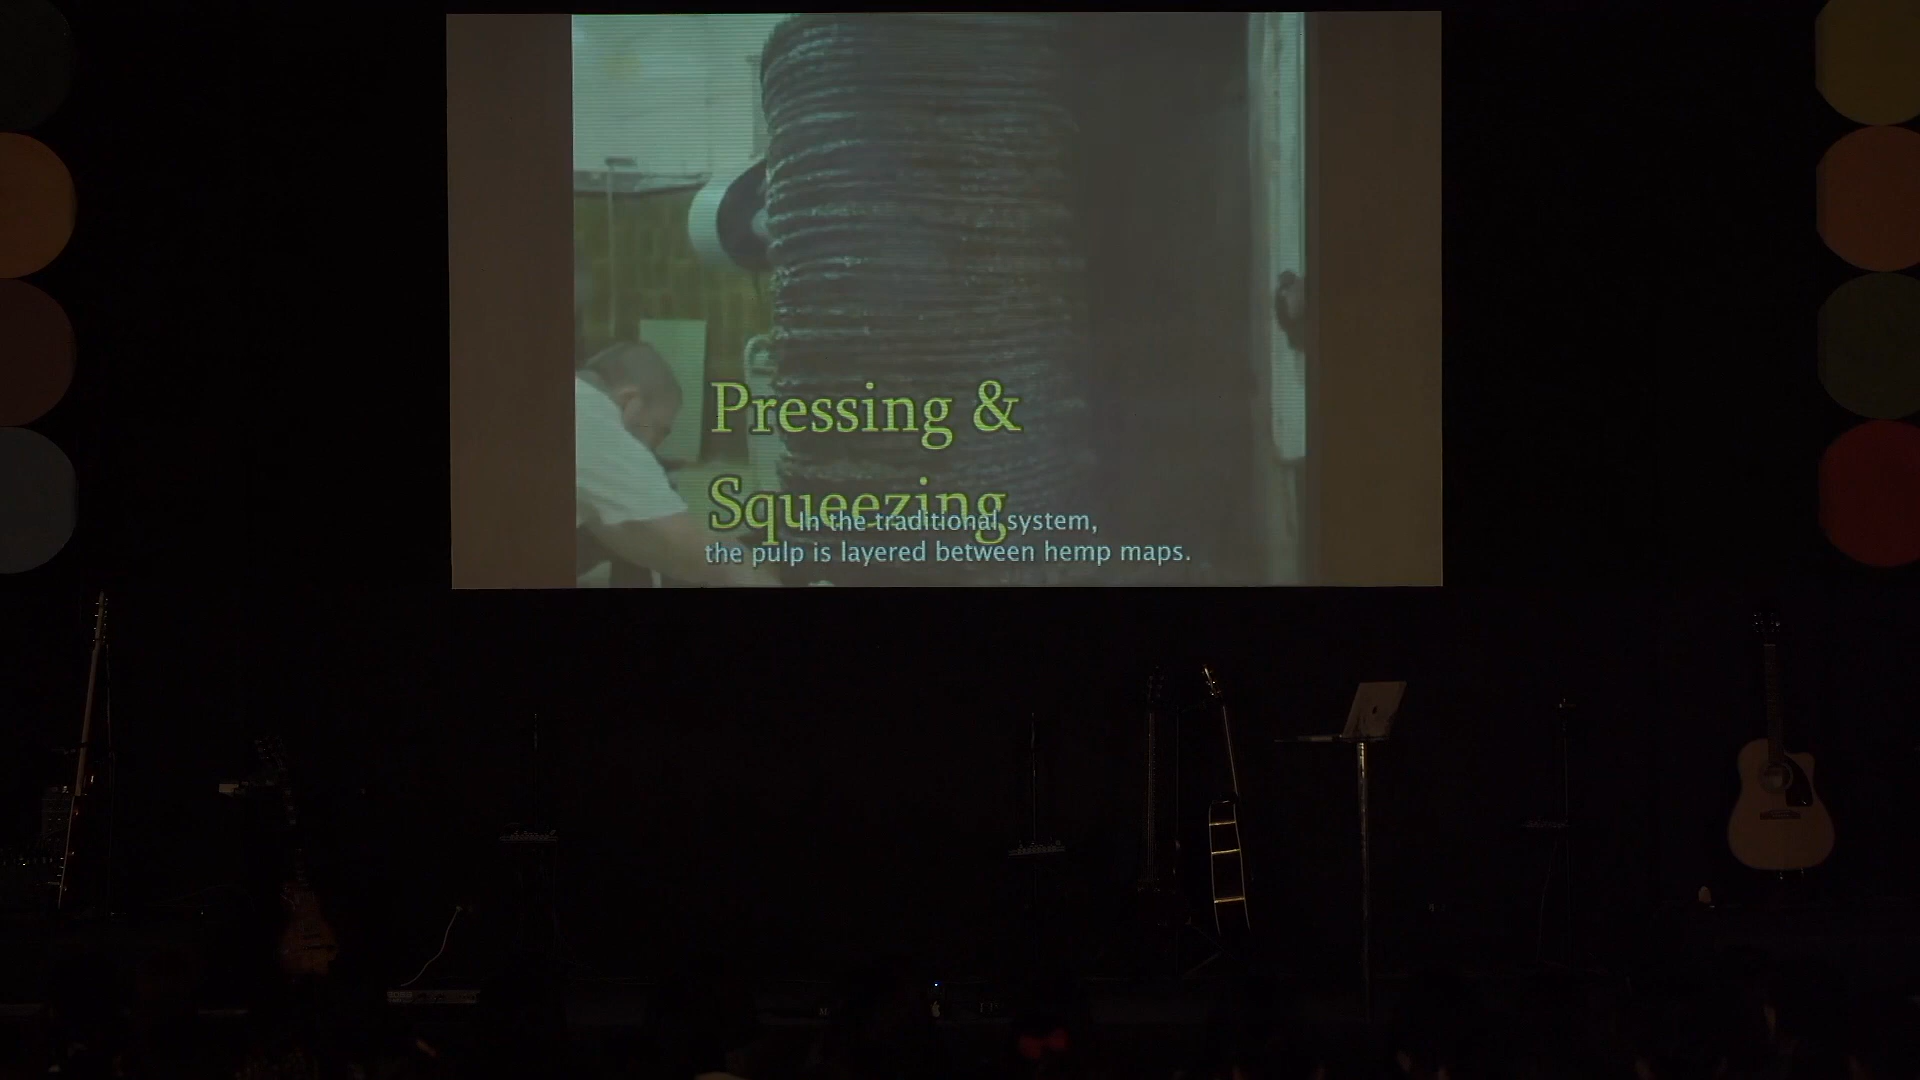 Pressing &
Squeezing
In the traditional system,
the pulp is layered between hemp maps.